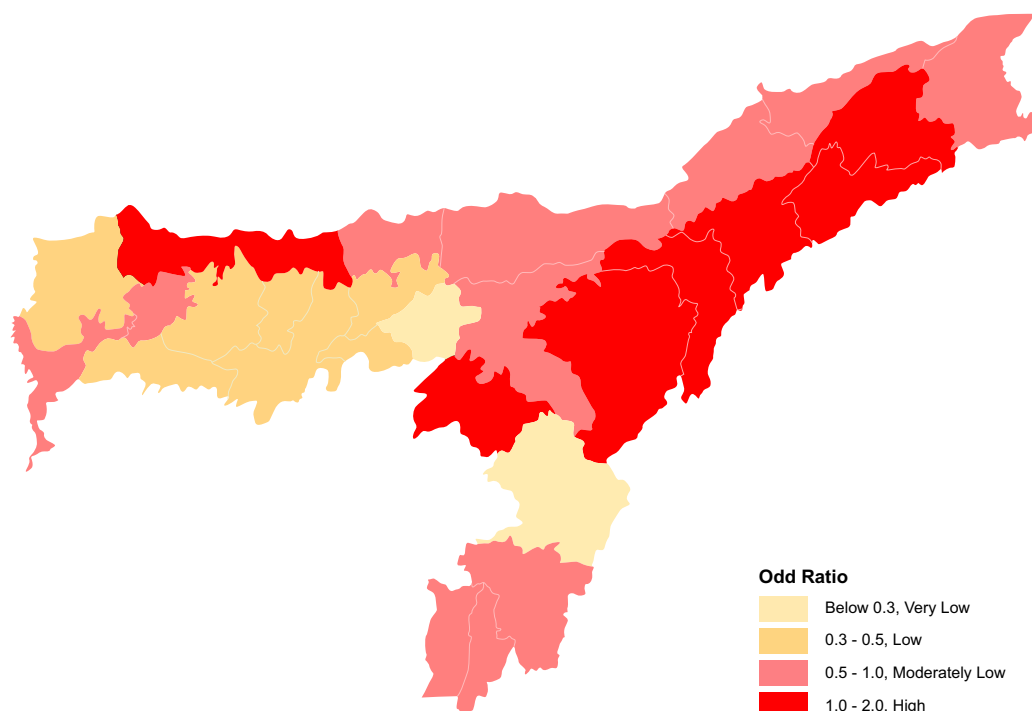 Odd Ratio
Below 0.3, Very Low
0.3 - 0.5, Low
0.5 - 1.0, Moderately Low
1.0 - 2.0, High